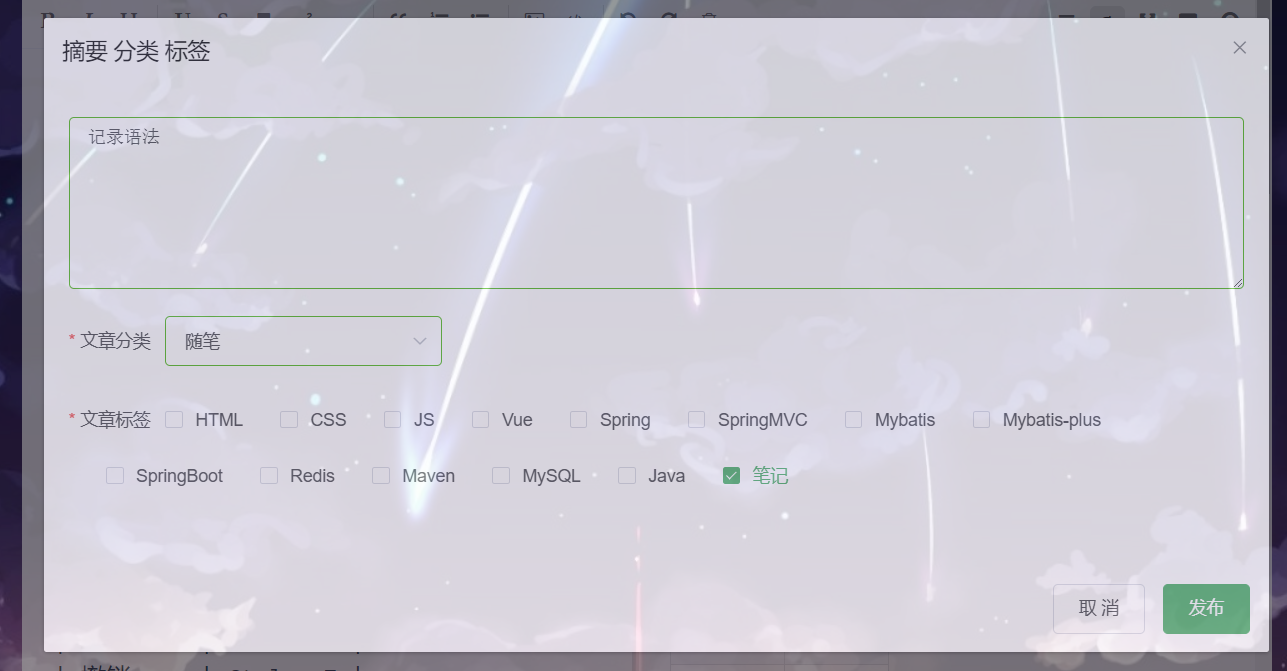 摘要 分类 标签
记录语法
* 文章分类 随笔
* 文章标签 HTML CSS JS Vue Spring SpringMVC Mybatis Mybatis-plus
SpringBoot Redis Maven MySQL Java 笔记
取消 发布